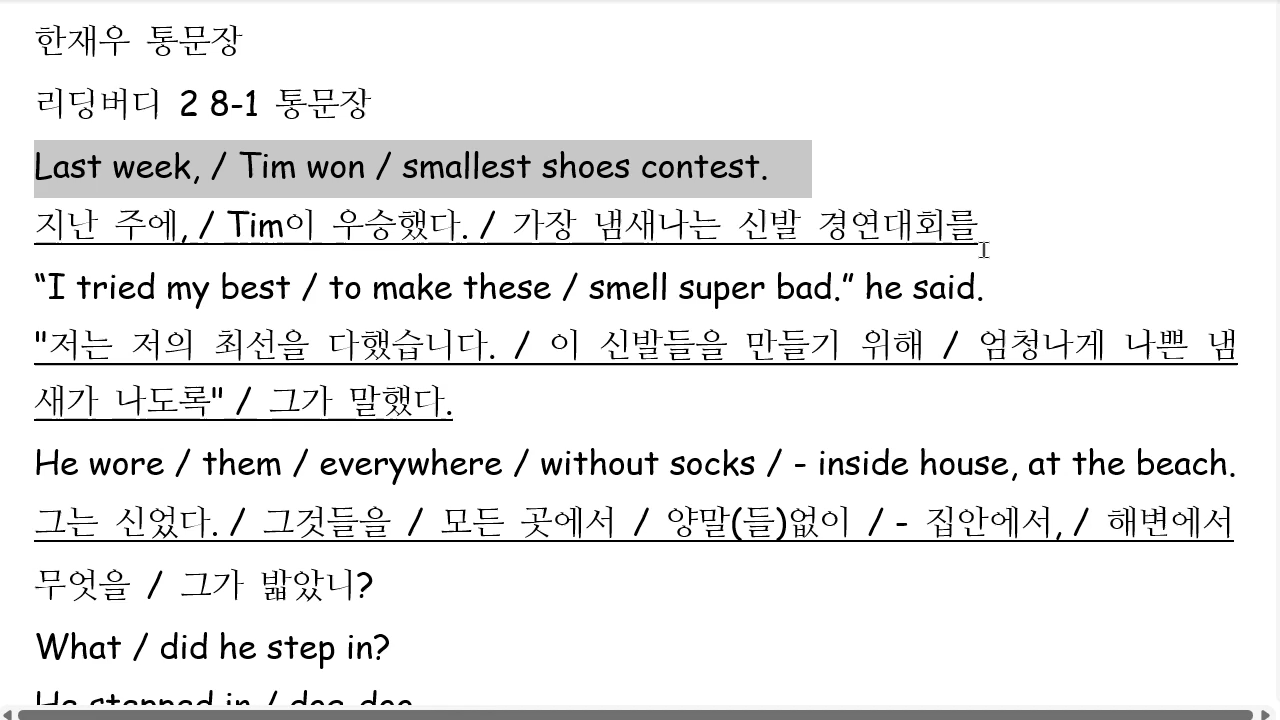 한재우 통문장
리딩버디 2 8-1 통문장
Last week, / Tim won / smallest shoes contest.
지난 주에, / Tim이 우승했다. / 가장 냄새나는 신발 경연대회를
“I tried my best / to make these / smell super bad.” he said.
"저는 저의 최선을 다했습니다. / 이 신발들을 만들기 위해 / 엄청나게 나쁜 냄
새가 나도록" / 그가 말했다.
He wore / them / everywhere / without socks / - inside house, at the beach.
그는 신었다. / 그것들을 / 모든 곳에서 / 양말(들)없이 / - 집안에서, / 해변에서
무엇을 / 그가 밟았니?
What / did he step in?
He stepped in / dog-doo